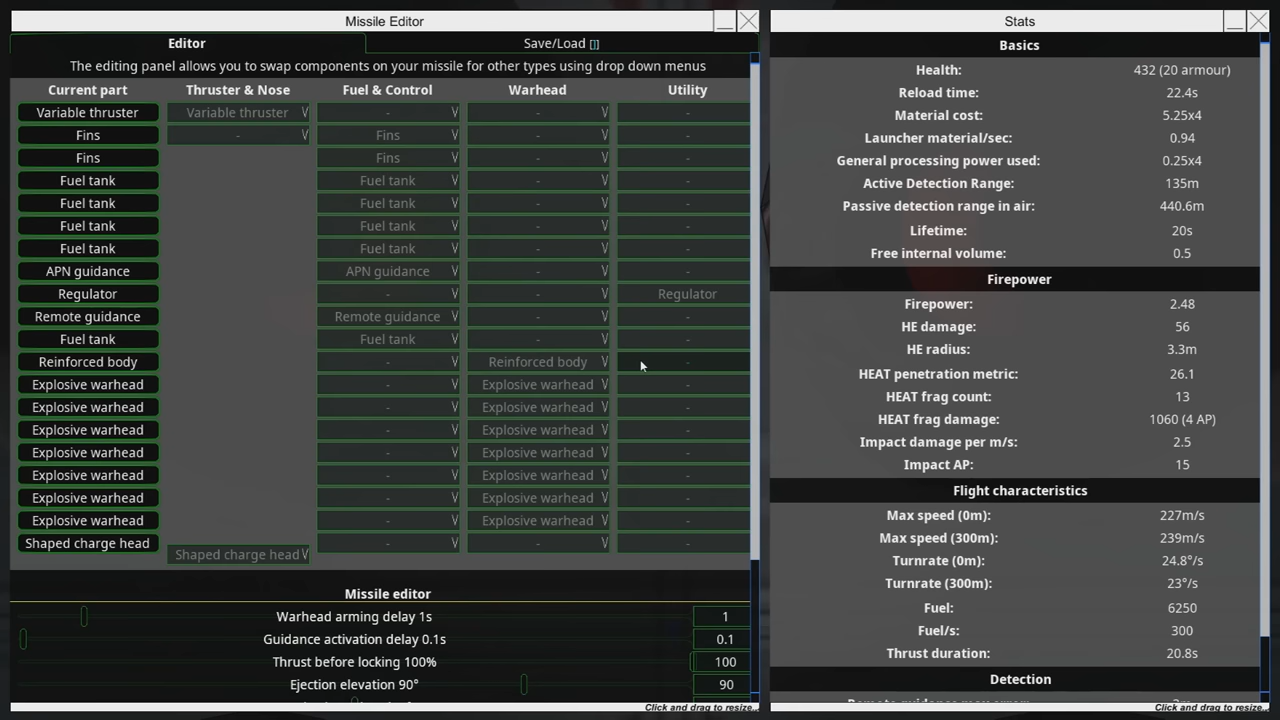 Missile Editor
Editor
Save/Load []
The editing panel allows you to swap components on your missile for other types using drop down menus
Current part Thruster & Nose Fuel & Control Warhead Utility
Variable thruster Variable thruster V - V - V -
Fins - V Fins - V -
Fins Fins - V -
Fuel tank Fuel tank V - V -
Fuel tank Fuel tank V - V -
Fuel tank Fuel tank V - V -
Fuel tank Fuel tank V - V -
APN guidance APN guidance V - V -
Regulator - V - V Regulator
Remote guidance Remote guidance V - V -
Fuel tank Fuel tank V - V -
Reinforced body - V Reinforced body V -
Explosive warhead - V Explosive warhead V -
Explosive warhead - V Explosive warhead V -
Explosive warhead - V Explosive warhead V -
Explosive warhead - V Explosive warhead V -
Explosive warhead - V Explosive warhead V -
Explosive warhead - V Explosive warhead V -
Explosive warhead - V Explosive warhead V -
Shaped charge head Shaped charge head V - V - V -
Missile editor
Warhead arming delay 1s 1
Guidance activation delay 0.1s 0.1
Thrust before locking 100% 100
Ejection elevation 90° 90
Click and drag to resize..
Stats
Basics
Health: 432 (20 armour)
Reload time: 22.4s
Material cost: 5.25x4
Launcher material/sec: 0.94
General processing power used: 0.25x4
Active Detection Range: 135m
Passive detection range in air: 440.6m
Lifetime: 20s
Free internal volume: 0.5
Firepower
Firepower: 2.48
HE damage: 56
HE radius: 3.3m
HEAT penetration metric: 26.1
HEAT frag count: 13
HEAT frag damage: 1060 (4 AP)
Impact damage per m/s: 2.5
Impact AP: 15
Flight characteristics
Max speed (0m): 227m/s
Max speed (300m): 239m/s
Turnrate (0m): 24.8°/s
Turnrate (300m): 23°/s
Fuel: 6250
Fuel/s: 300
Thrust duration: 20.8s
Detection
Click and drag to resize..